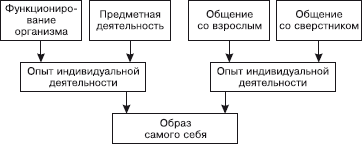 Функциониро-
вание
организма
Предметная
деятельность
Общение
со взрослым
Общение
со сверстником
Опыт индивидуальной
деятельности
Опыт индивидуальной
деятельности
Образ
самого себя